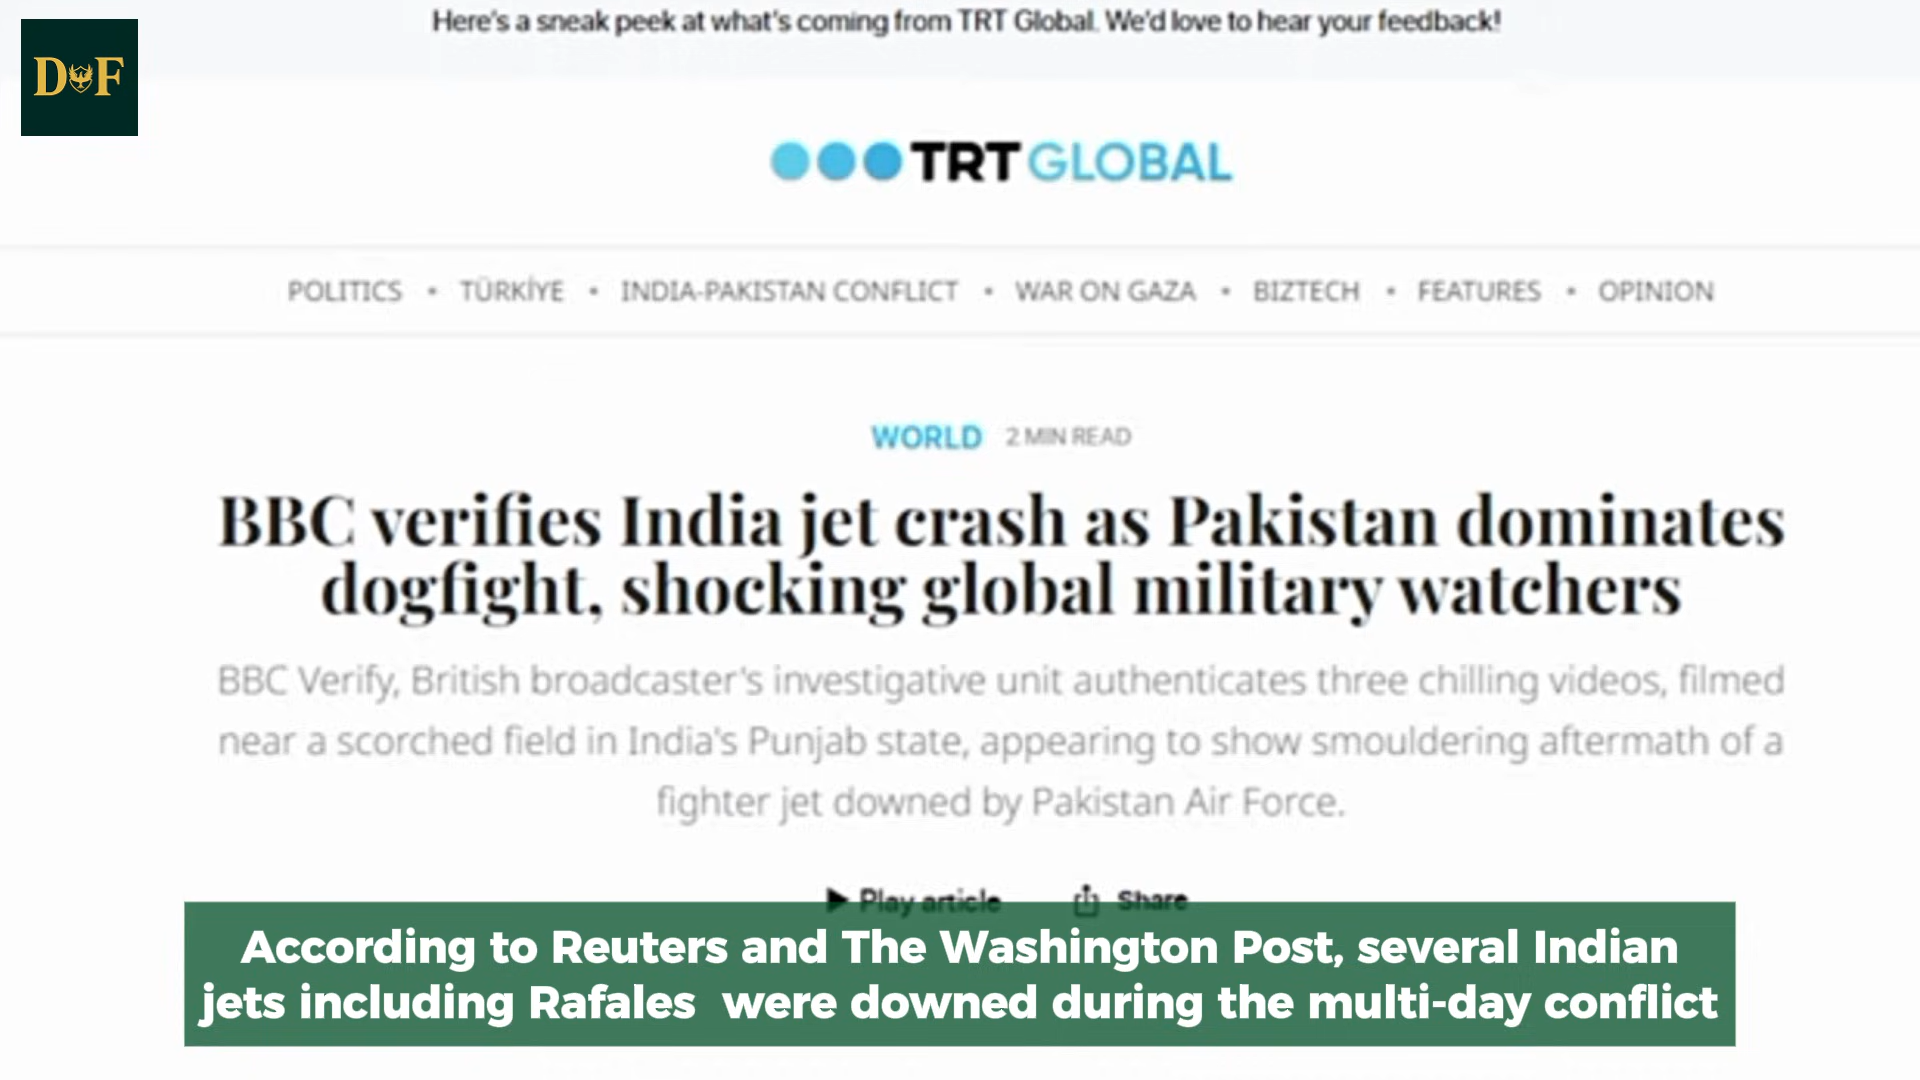 Here's a sneak peek at what's coming from TRT Global. We'd love to hear your feedback!
D F
TRT GLOBAL
POLITICS • TÜRKİYE • INDIA-PAKISTAN CONFLICT • WAR ON GAZA • BIZTECH • FEATURES • OPINION
WORLD 2 MIN READ
BBC verifies India jet crash as Pakistan dominates
dogfight, shocking global military watchers
BBC Verify, British broadcaster's investigative unit authenticates three chilling videos, filmed
near a scorched field in India's Punjab state, appearing to show smouldering aftermath of a
fighter jet downed by Pakistan Air Force.
Play article Share
According to Reuters and The Washington Post, several Indian
jets including Rafales were downed during the multi-day conflict